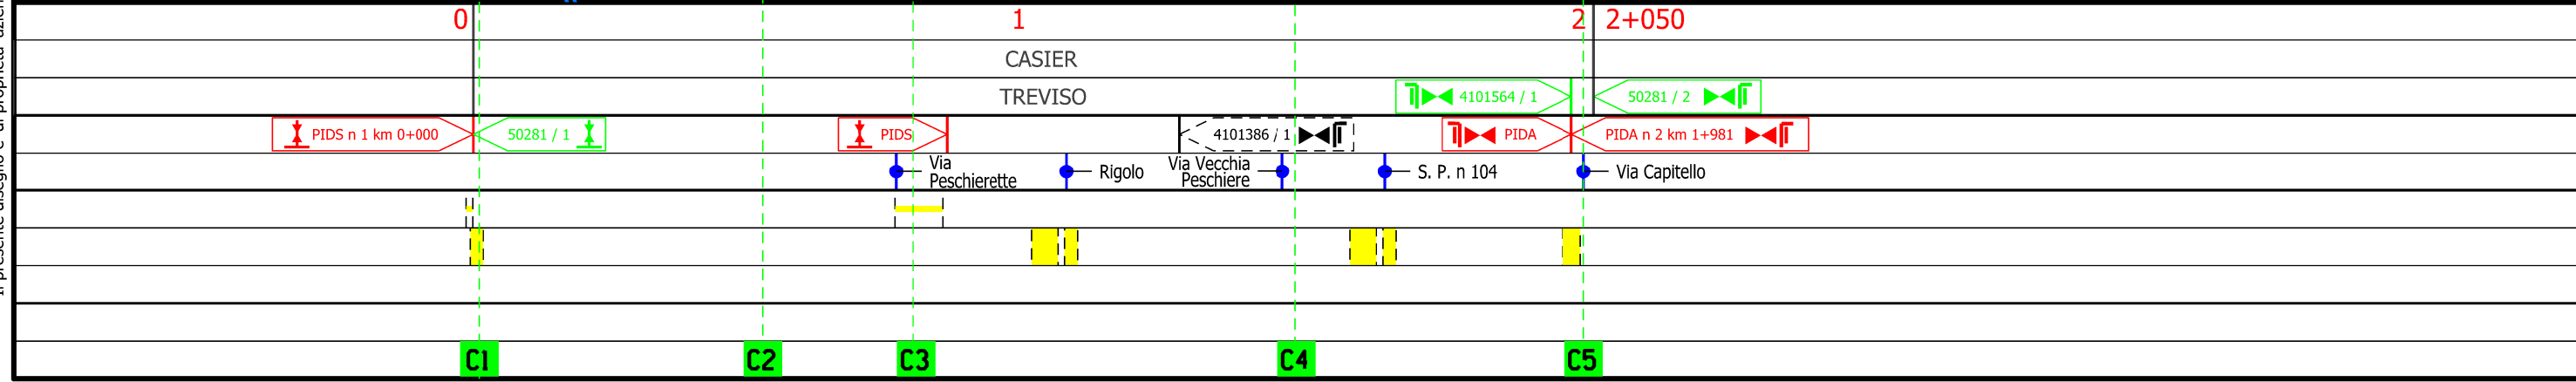 0 1 2 2+050
CASIER
TREVISO
4101564 / 1
50281 / 2
PIDS n 1 km 0+000
50281 / 1
PIDS
4101386 / 1
PIDA
PIDA n 2 km 1+981
Via
Peschierette
Rigolo
Via Vecchia
Peschiere
S. P. n 104
Via Capitello
C1 C2 C3 C4 C5